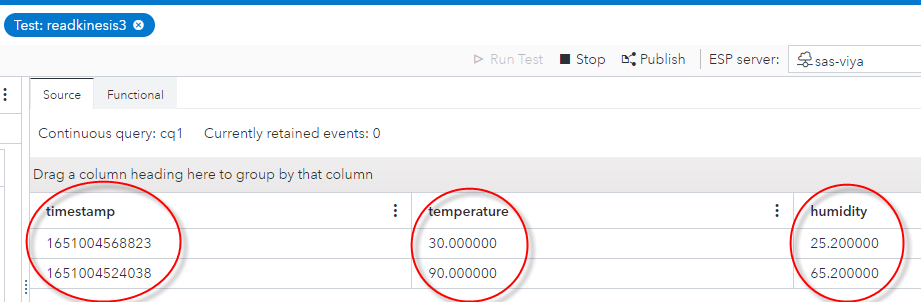 Test: readkinesis3
Run Test Stop Publish ESP server: sas-viya
Source Functional
Continuous query: cq1 Currently retained events: 0
Drag a column heading here to group by that column
timestamp temperature humidity
1651004568823 30.000000 25.200000
1651004524038 90.000000 65.200000